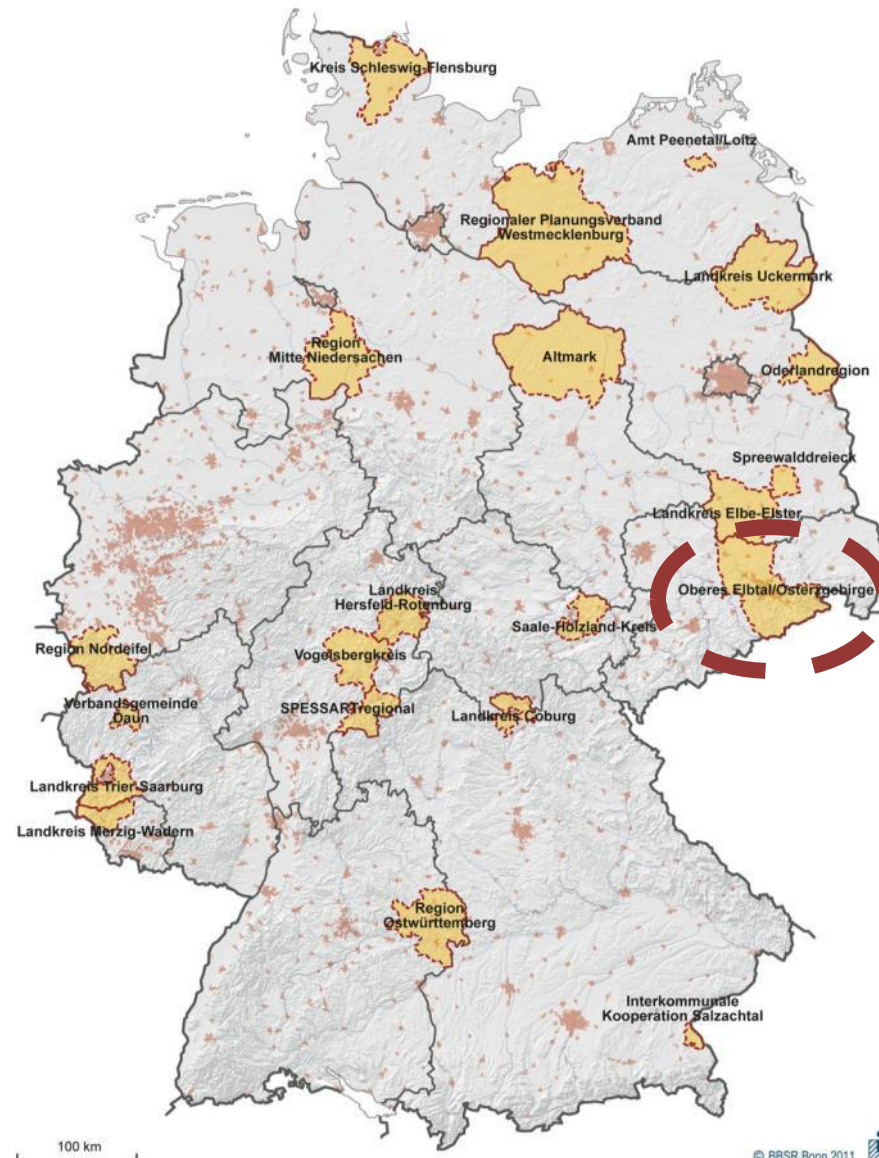 Kreis Schleswig-Flensburg
Amt Peenetal/Loitz
Regionaler Planungsverband
Westmecklenburg
Landkreis Uckermark
Region
Mitte Niedersachen
Altmark
Oderlandregion
Spreewalddreieck
Landkreis Elbe-Elster
Oberes Elbtal/Osterzgebirge
Landkreis
Hersfeld-Rotenburg
Saale-Holzland-Kreis
Region Nordeifel
Vogelsbergkreis
Verbandsgemeinde
Daun
SPESSARTregional
Landkreis Coburg
Landkreis Trier-Saarburg
Landkreis Merzig-Wadern
Region
Ostwürttemberg
Interkommunale
Kooperation Salzachtal
100 km
© BBSR Bonn 2011